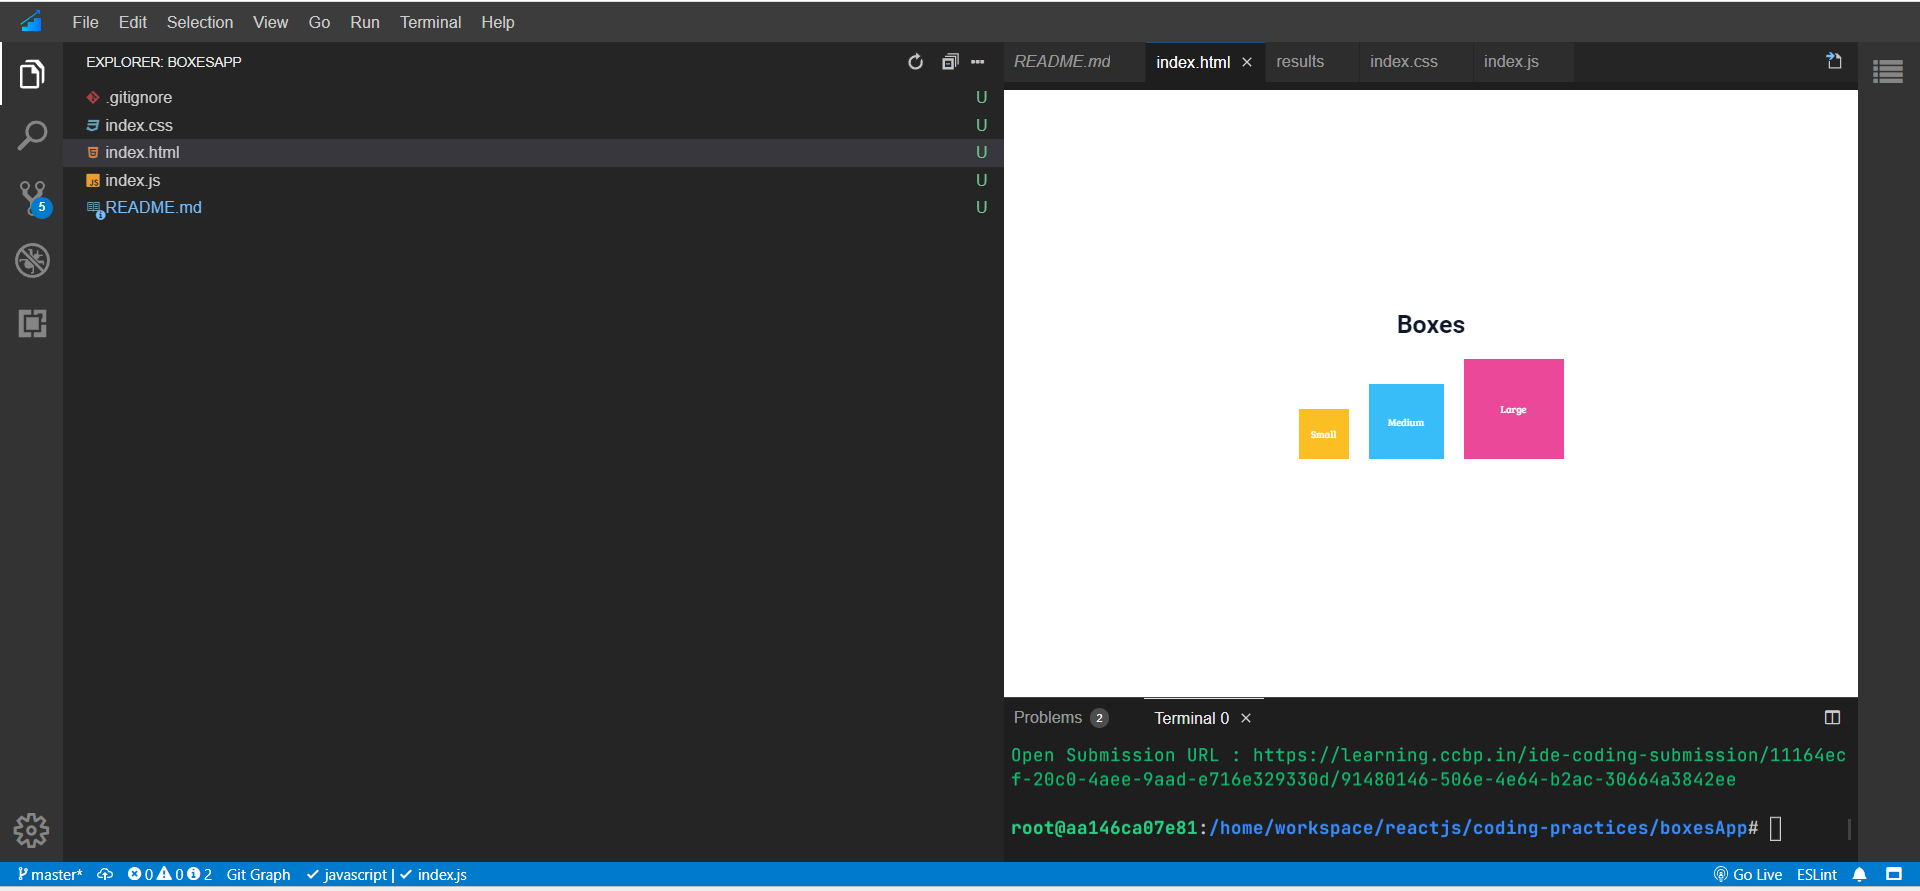 File Edit Selection View Go Run Terminal Help
EXPLORER: BOXESAPP
.gitignore U
index.css U
index.html U
index.js U
README.md U
5
README.md index.html results index.css index.js
Boxes
Small
Medium
Large
Problems 2 Terminal 0
Open Submission URL : https://learning.ccbp.in/ide-coding-submission/11164ec
f-20c0-4aee-9aad-e716e329330d/91480146-506e-4e64-b2ac-30664a3842ee
root@aa146ca07e81:/home/workspace/reactjs/coding-practices/boxesApp#
master* 0 0 2 Git Graph javascript | index.js Go Live ESLint